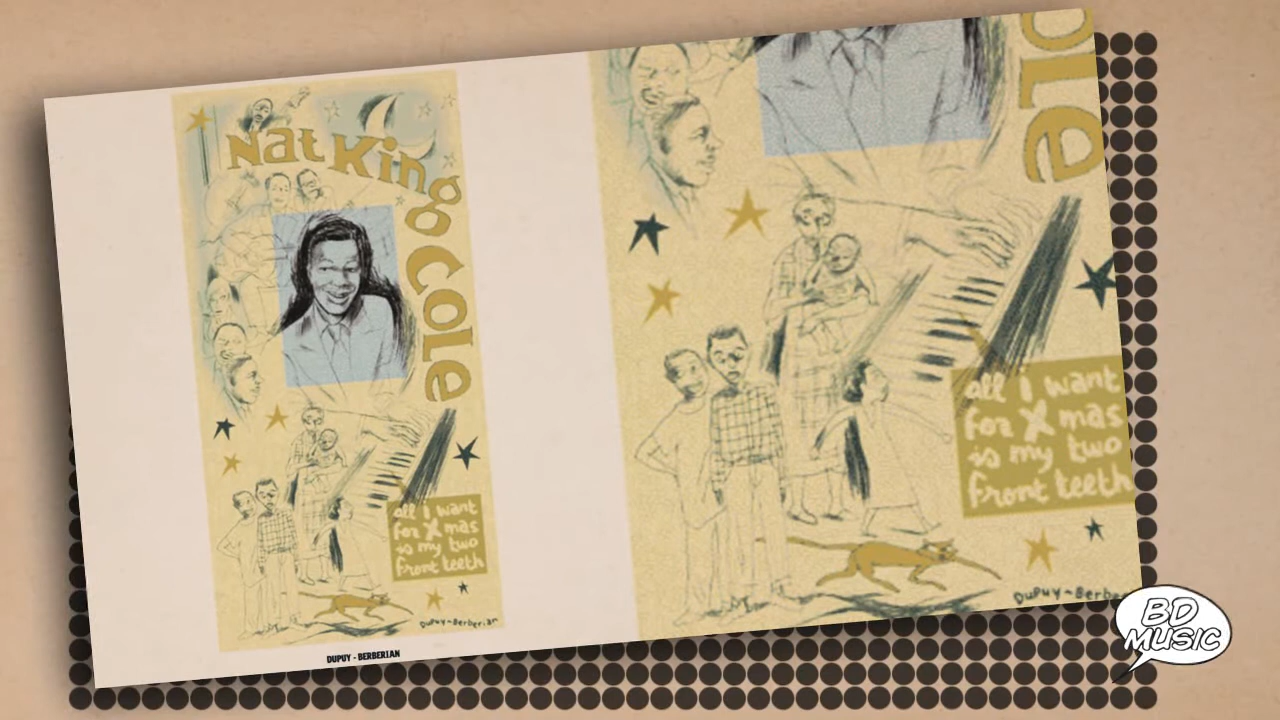 Nat King Cole
all i want
for X mas
is my two
front teeth
Dupuy-Berberian
DUPUY - BERBERIAN
ole
all i want
for X mas
is my two
front teeth
Dupuy-Berbe
BD
MUSIC